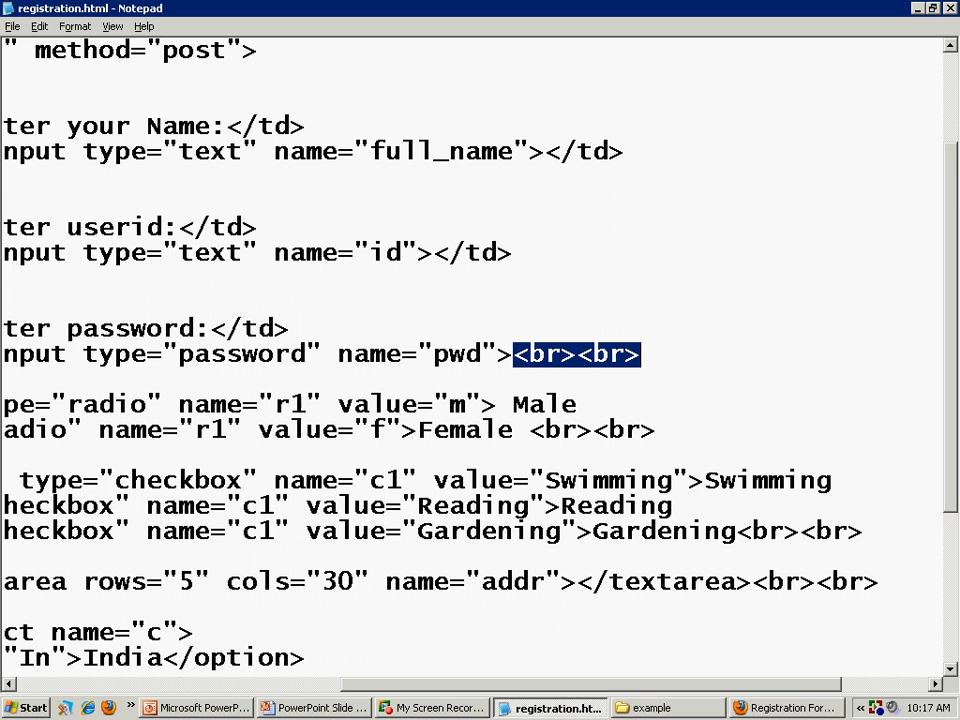 registration.html - Notepad
File Edit Format View Help
" method="post">
ter your Name:</td>
nput type="text" name="full_name"></td>
ter userid:</td>
nput type="text" name="id"></td>
ter password:</td>
nput type="password" name="pwd"><br><br>
pe="radio" name="r1" value="m"> Male
adio" name="r1" value="f">Female <br><br>
type="checkbox" name="c1" value="Swimming">Swimming
heckbox" name="c1" value="Reading">Reading
heckbox" name="c1" value="Gardening">Gardening<br><br>
area rows="5" cols="30" name="addr"></textarea><br><br>
ct name="c">
"In">India</option>
Start » Microsoft PowerP... PowerPoint Slide ... My Screen Recor... registration.ht... example Registration For... « 10:17 AM